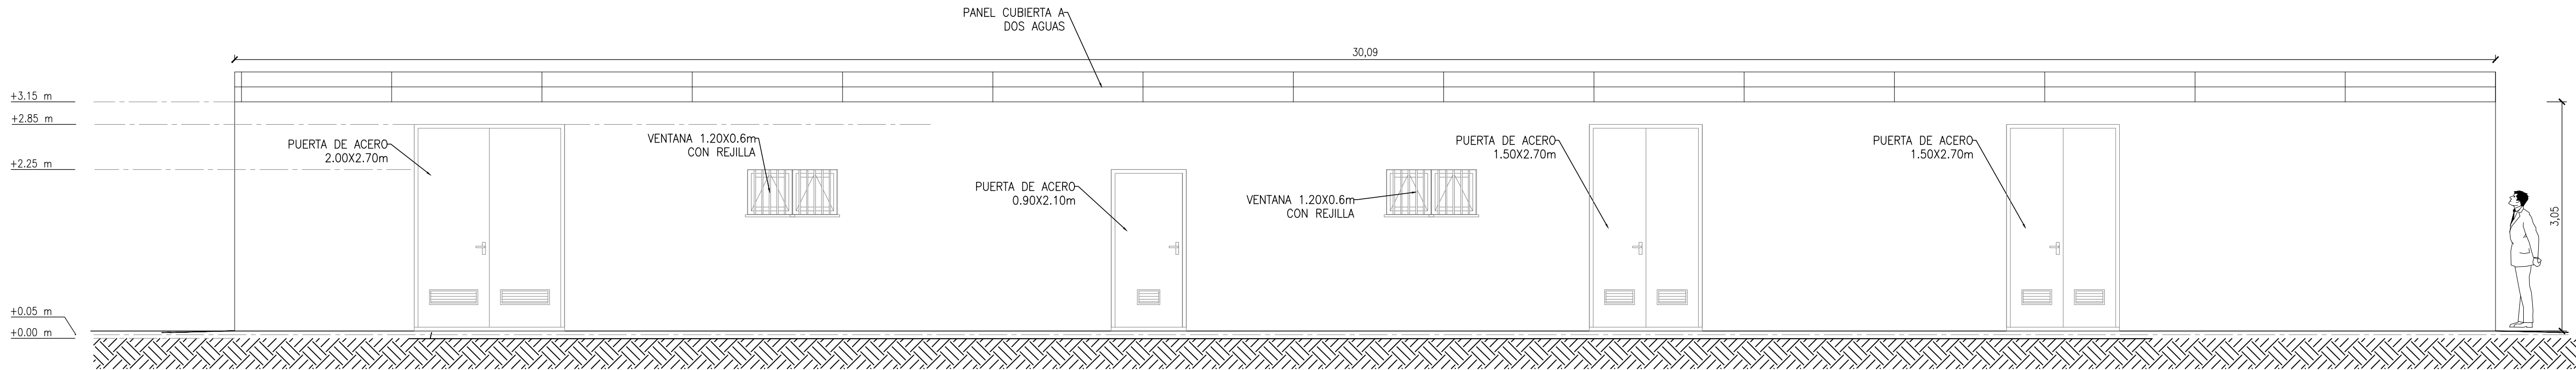 PANEL CUBIERTA A
DOS AGUAS
30,09
+3.15 m
+2.85 m
+2.25 m
+0.05 m
+0.00 m
PUERTA DE ACERO
2.00X2.70m
VENTANA 1.20X0.6m
CON REJILLA
PUERTA DE ACERO
0.90X2.10m
VENTANA 1.20X0.6m
CON REJILLA
PUERTA DE ACERO
1.50X2.70m
PUERTA DE ACERO
1.50X2.70m
3,05